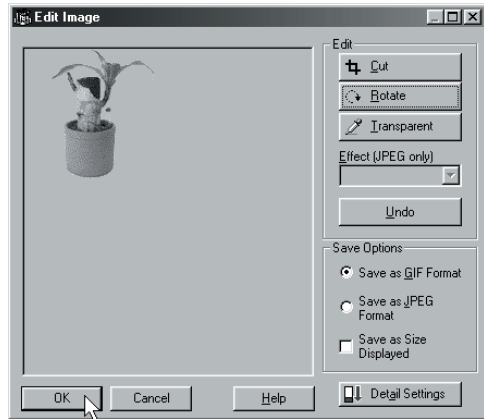 Edit Image
Edit
Cut
Rotate
Transparent
Effect (JPEG only)
Undo
Save Options
Save as GIF Format
Save as JPEG
Format
Save as Size
Displayed
OK
Cancel
Help
Detail Settings